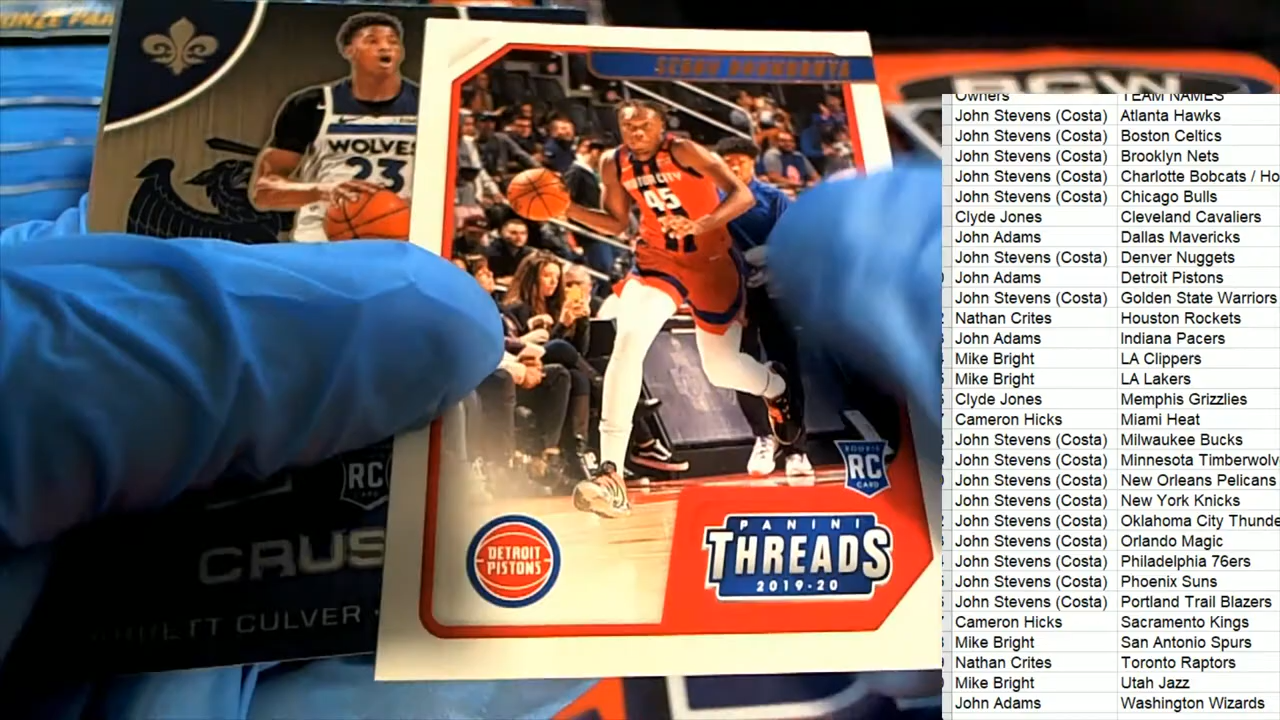 WOLVES
23
RC
CRUS
CULVER
SEKOU DOUMBOUYA
MOTOR CITY
45
ROOKIE
RC
CARD
DETROIT
PISTONS
PANINI
THREADS
2019-20
Owners TEAM NAMES
John Stevens (Costa) Atlanta Hawks
John Stevens (Costa) Boston Celtics
John Stevens (Costa) Brooklyn Nets
John Stevens (Costa) Charlotte Bobcats / Ho
John Stevens (Costa) Chicago Bulls
Clyde Jones Cleveland Cavaliers
John Adams Dallas Mavericks
John Stevens (Costa) Denver Nuggets
John Adams Detroit Pistons
John Stevens (Costa) Golden State Warriors
Nathan Crites Houston Rockets
John Adams Indiana Pacers
Mike Bright LA Clippers
Mike Bright LA Lakers
Clyde Jones Memphis Grizzlies
Cameron Hicks Miami Heat
John Stevens (Costa) Milwaukee Bucks
John Stevens (Costa) Minnesota Timberwolv
John Stevens (Costa) New Orleans Pelicans
John Stevens (Costa) New York Knicks
John Stevens (Costa) Oklahoma City Thunde
John Stevens (Costa) Orlando Magic
John Stevens (Costa) Philadelphia 76ers
John Stevens (Costa) Phoenix Suns
John Stevens (Costa) Portland Trail Blazers
Cameron Hicks Sacramento Kings
Mike Bright San Antonio Spurs
Nathan Crites Toronto Raptors
Mike Bright Utah Jazz
John Adams Washington Wizards